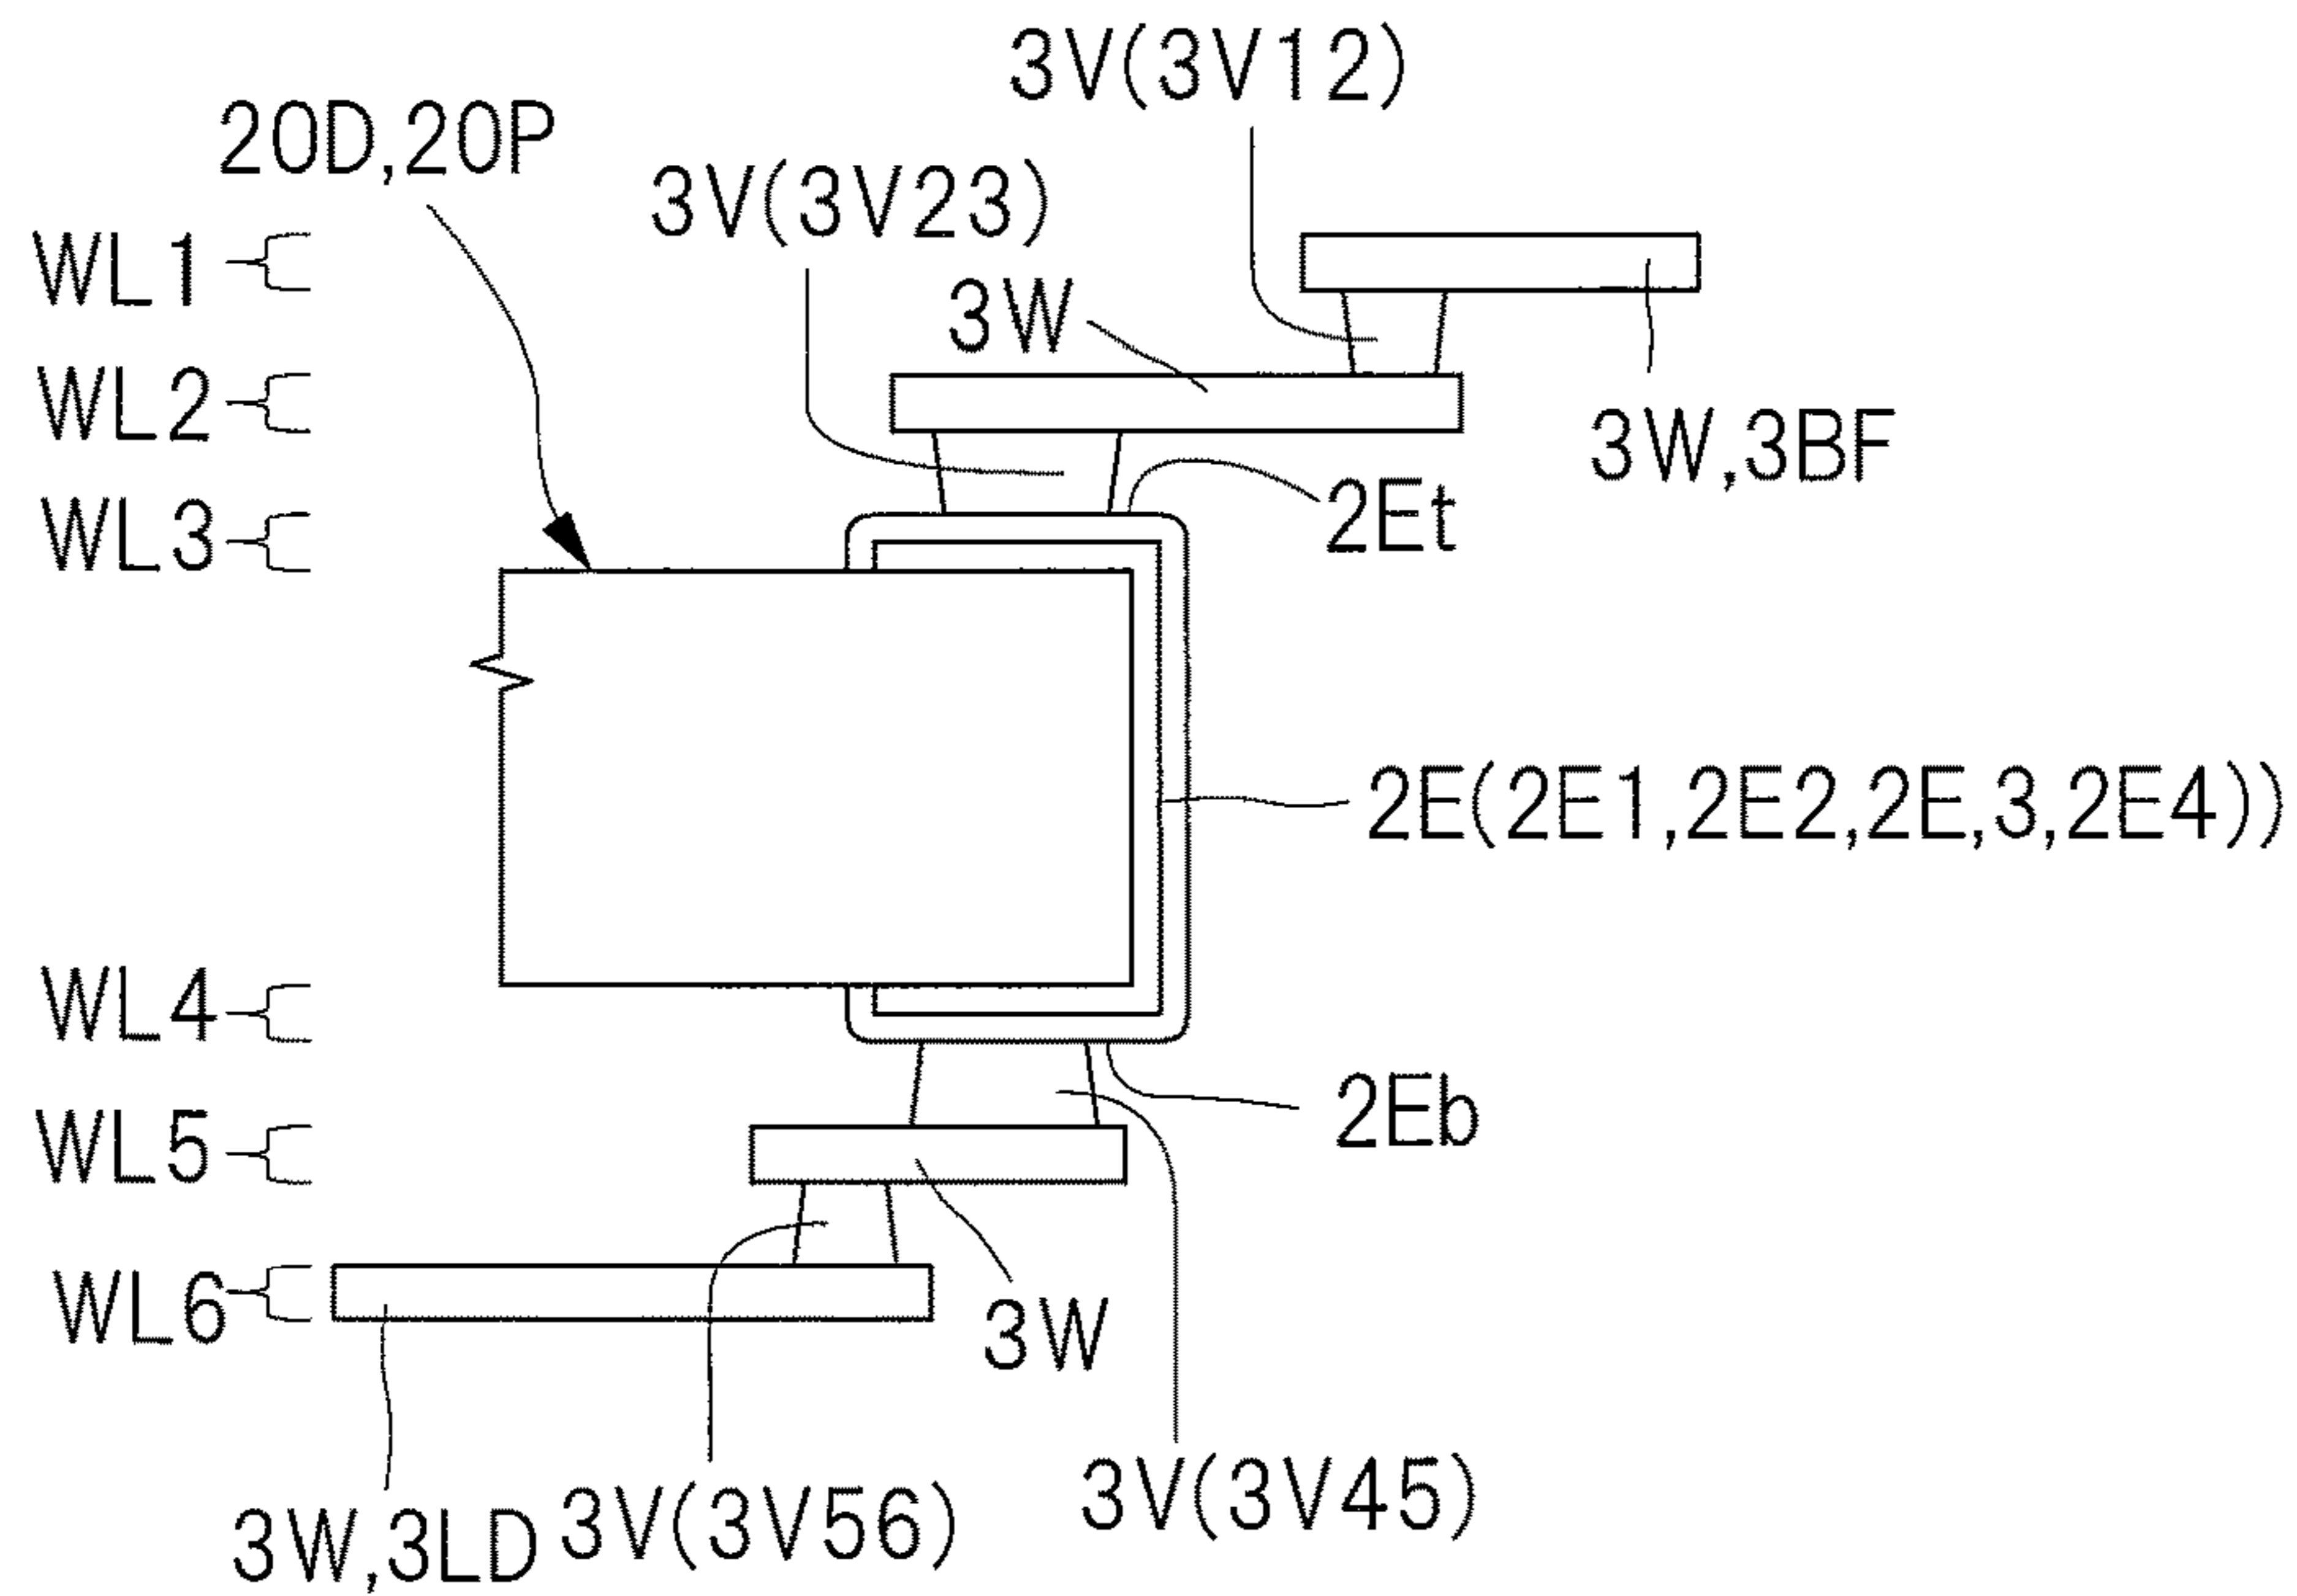 3V(3V12)
20D,20P
3V(3V23)
WL1
3W
WL2
3W,3BF
WL3
2Et
2E(2E1,2E2,2E,3,2E4))
WL4
2Eb
WL5
WL6
3W
3V(3V45)
3V(3V56)
3W,3LD